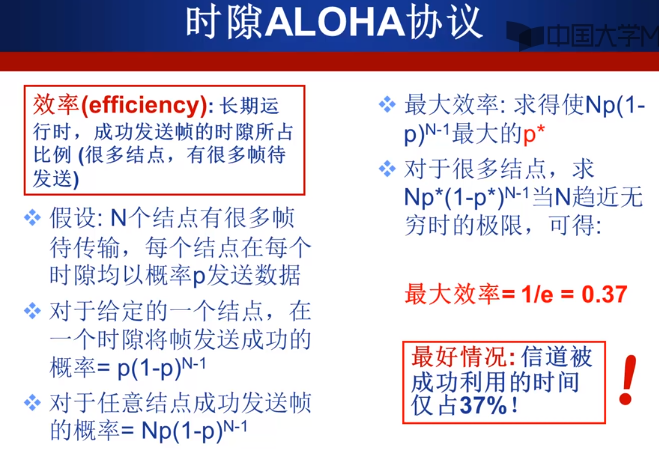 时隙ALOHA协议
中国大学M
效率(efficiency): 长期运
行时，成功发送帧的时隙所占
比例 (很多结点，有很多帧待
发送)
❖ 假设: N个结点有很多帧
待传输，每个结点在每个
时隙均以概率p发送数据
❖ 对于给定的一个结点，在
一个时隙将帧发送成功的
概率= p(1-p)ᴺ⁻¹
❖ 对于任意结点成功发送帧
的概率= Np(1-p)ᴺ⁻¹
❖ 最大效率: 求得使Np(1-
p)ᴺ⁻¹最大的p*
❖ 对于很多结点，求
Np*(1-p*)ᴺ⁻¹当N趋近无
穷时的极限，可得:
最大效率= 1/e = 0.37
最好情况: 信道被
成功利用的时间
仅占37%！
!